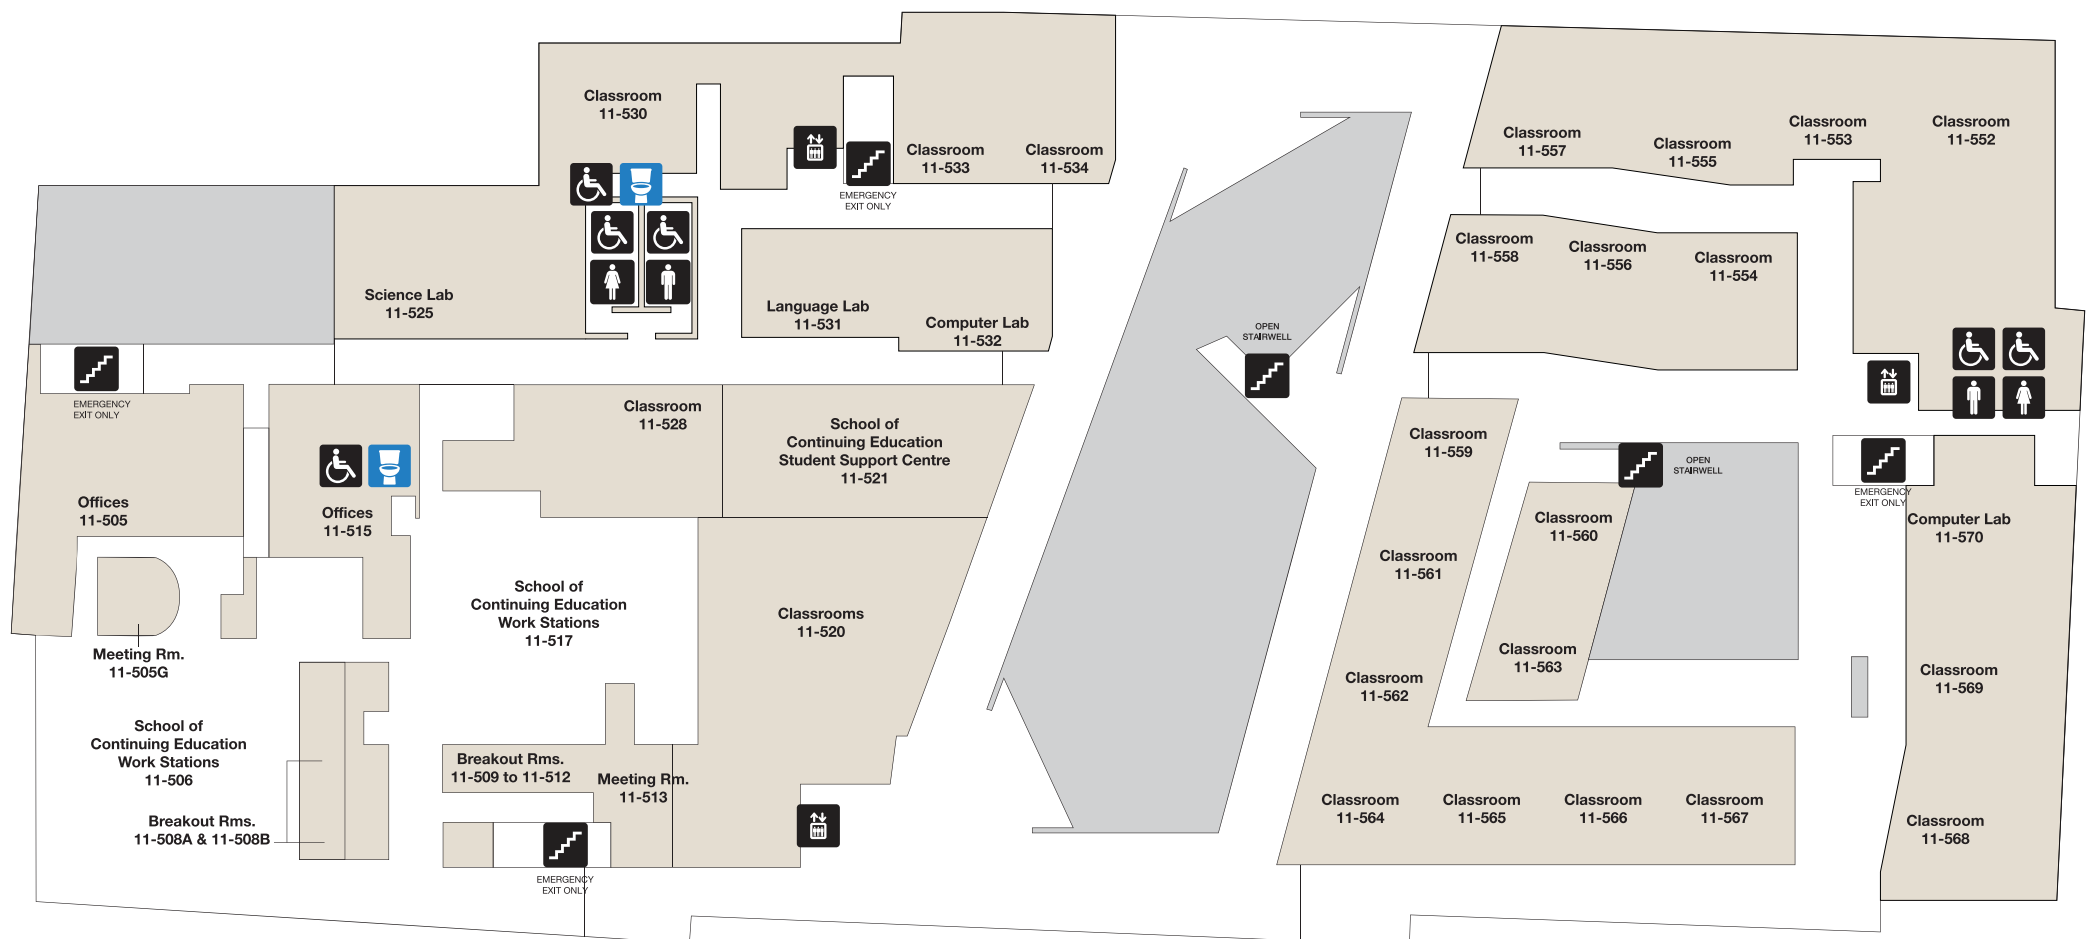 Classroom
11-530
Classroom
11-533
Classroom
11-534
EMERGENCY
EXIT ONLY
Science Lab
11-525
Language Lab
11-531
Computer Lab
11-532
EMERGENCY
EXIT ONLY
Classroom
11-528
School of
Continuing Education
Student Support Centre
11-521
Offices
11-505
Offices
11-515
School of
Continuing Education
Work Stations
11-517
Classrooms
11-520
Meeting Rm.
11-505G
School of
Continuing Education
Work Stations
11-506
Breakout Rms.
11-508A & 11-508B
Breakout Rms.
11-509 to 11-512
Meeting Rm.
11-513
EMERGENCY
EXIT ONLY
OPEN
STAIRWELL
Classroom
11-557
Classroom
11-555
Classroom
11-553
Classroom
11-552
Classroom
11-558
Classroom
11-556
Classroom
11-554
Classroom
11-559
OPEN
STAIRWELL
EMERGENCY
EXIT ONLY
Classroom
11-560
Computer Lab
11-570
Classroom
11-561
Classroom
11-563
Classroom
11-562
Classroom
11-569
Classroom
11-564
Classroom
11-565
Classroom
11-566
Classroom
11-567
Classroom
11-568